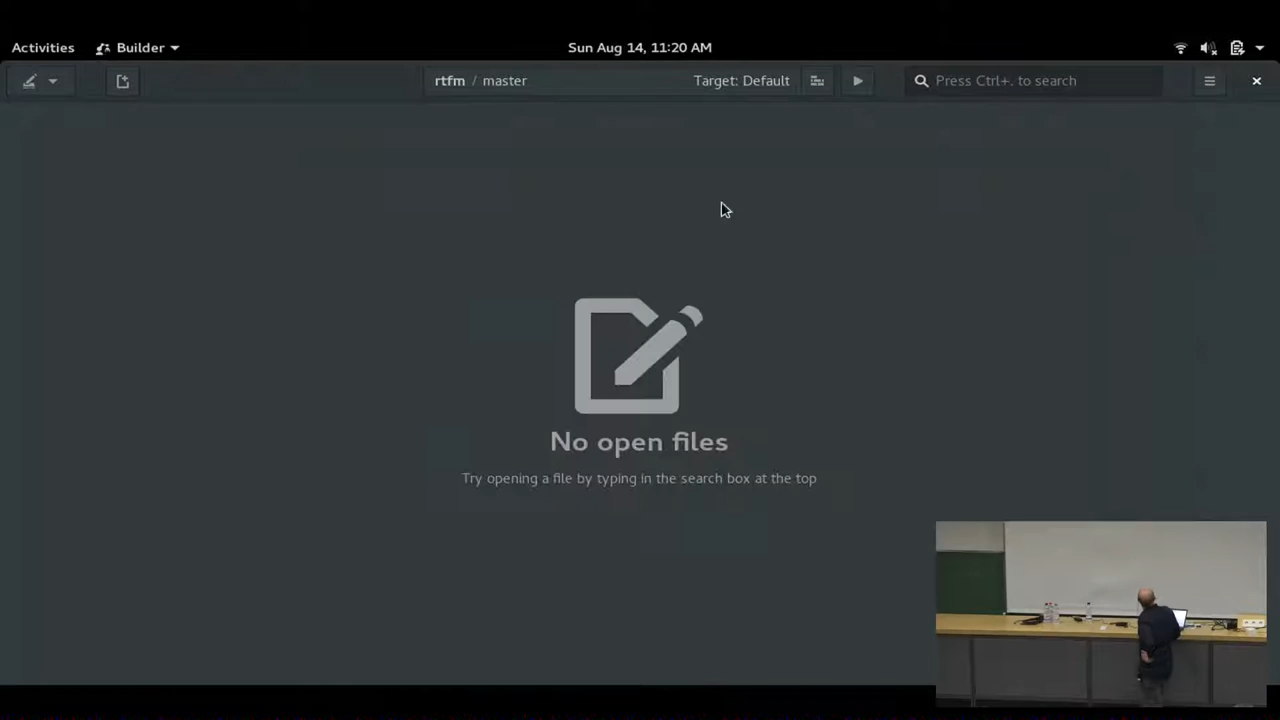 Activities Builder Sun Aug 14, 11:20 AM
rtfm / master Target: Default Press Ctrl+. to search
No open files
Try opening a file by typing in the search box at the top